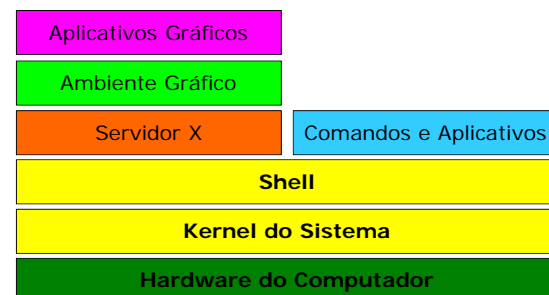 Aplicativos Gráficos
Ambiente Gráfico
Servidor X
Comandos e Aplicativos
Shell
Kernel do Sistema
Hardware do Computador